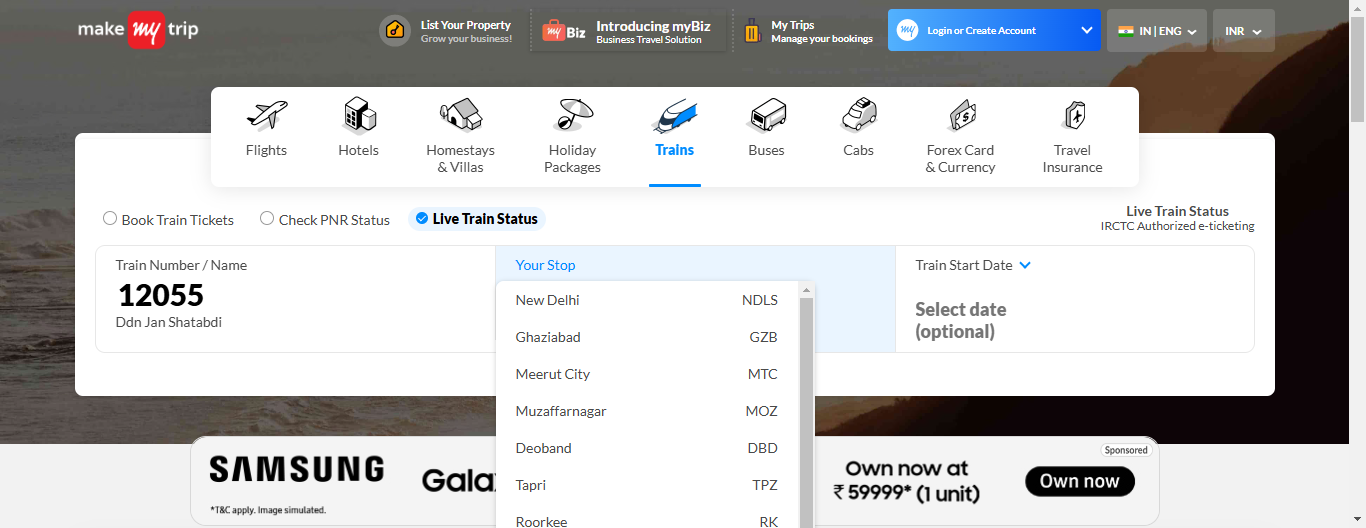 make my trip
List Your Property
Grow your business!
my Biz
Introducing myBiz
Business Travel Solution
My Trips
Manage your bookings
my
Login or Create Account
IN | ENG
INR
Flights
Hotels
Homestays
& Villas
Holiday
Packages
Trains
Buses
Cabs
Forex Card
& Currency
Travel
Insurance
Book Train Tickets
Check PNR Status
Live Train Status
Live Train Status
IRCTC Authorized e-ticketing
Train Number / Name
12055
Ddn Jan Shatabdi
Your Stop
New Delhi NDLS
Ghaziabad GZB
Meerut City MTC
Muzaffarnagar MOZ
Deoband DBD
Tapri TPZ
Roorkee RK
Train Start Date
Select date
(optional)
SAMSUNG
*T&C apply. Image simulated.
Gala
Own now at
₹ 59999* (1 unit)
Sponsored
Own now